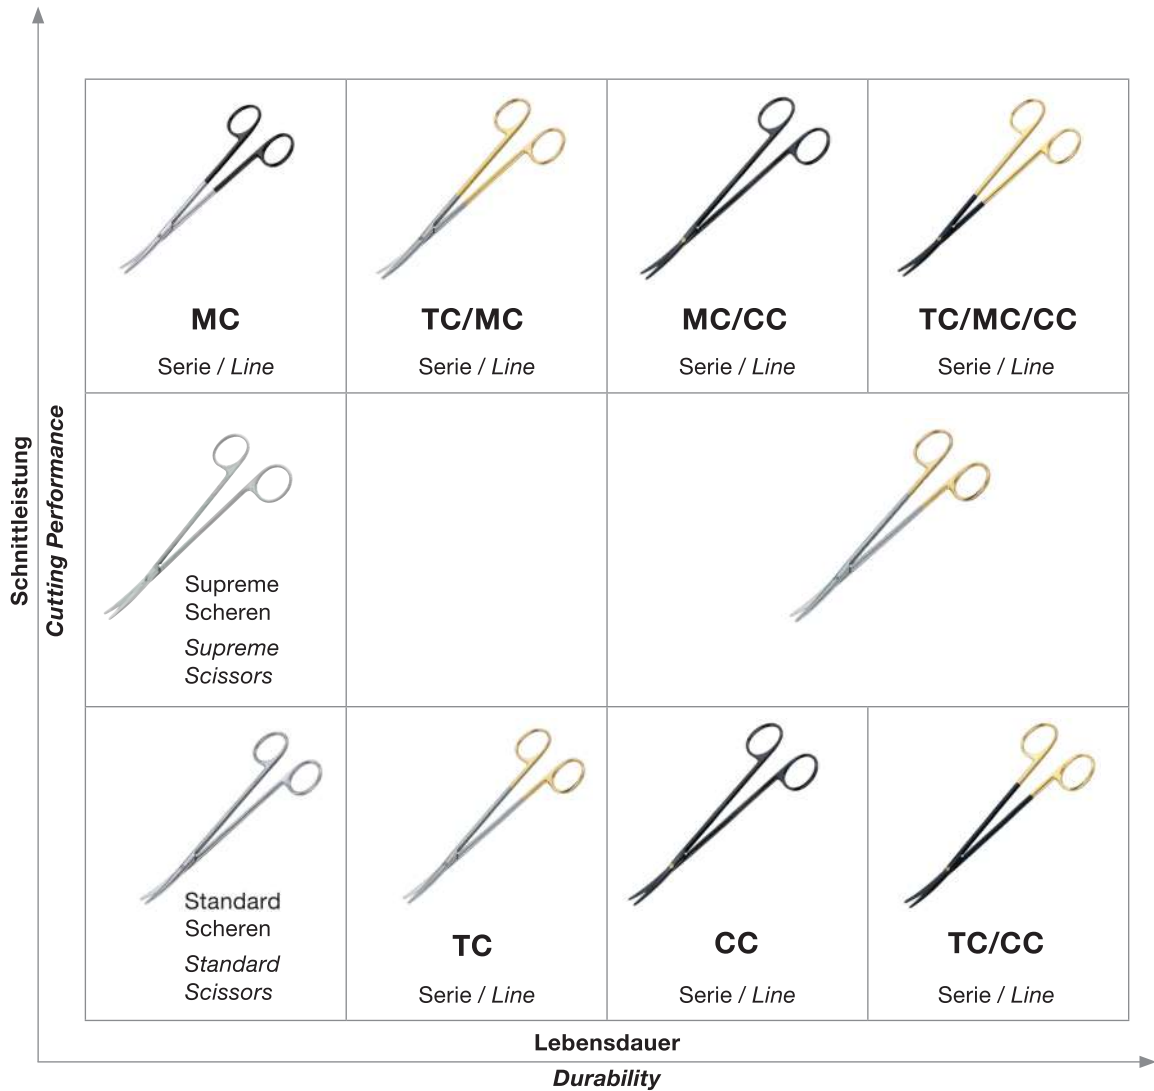 MC
Serie / Line
TC/MC
Serie / Line
MC/CC
Serie / Line
TC/MC/CC
Serie / Line
Schnittleistung
Cutting Performance
Supreme
Scheren
Supreme
Scissors
Standard
Scheren
Standard
Scissors
TC
Serie / Line
CC
Serie / Line
TC/CC
Serie / Line
Lebensdauer
Durability